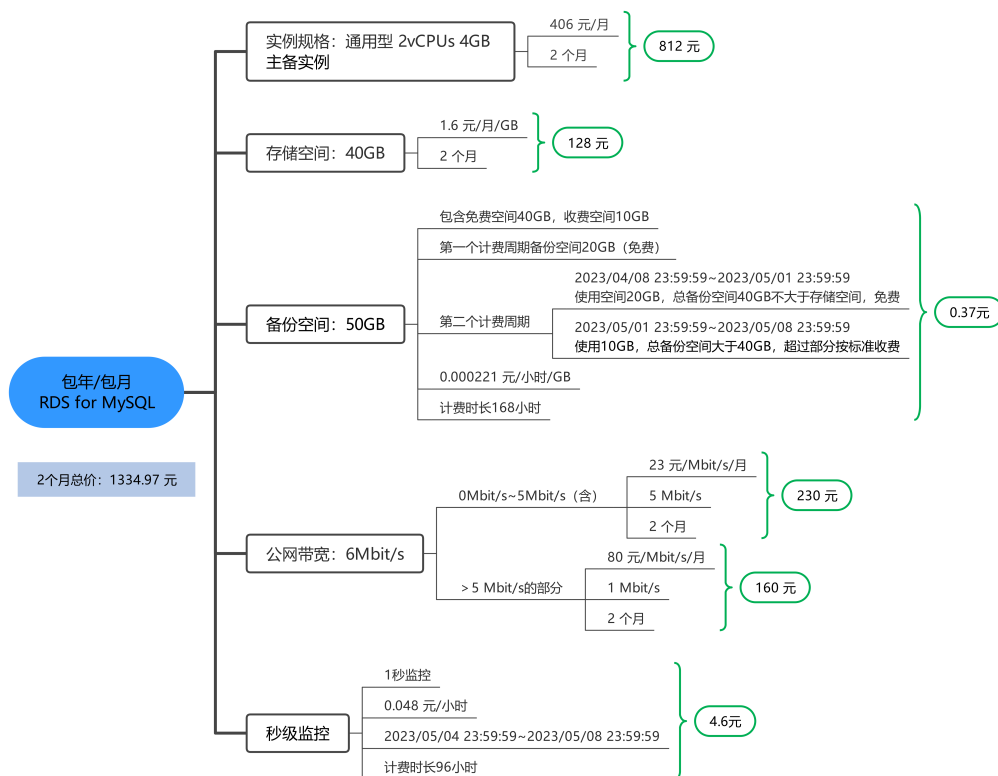 包年/包月
RDS for MySQL
2个月总价：1334.97 元
实例规格：通用型 2vCPUs 4GB
主备实例
406 元/月
2 个月
812 元
存储空间：40GB
1.6 元/月/GB
2 个月
128 元
备份空间：50GB
包含免费空间40GB，收费空间10GB
第一个计费周期备份空间20GB（免费）
第二个计费周期
2023/04/08 23:59:59~2023/05/01 23:59:59
使用空间20GB，总备份空间40GB不大于存储空间，免费
2023/05/01 23:59:59~2023/05/08 23:59:59
使用10GB，总备份空间大于40GB，超过部分按标准收费
0.000221 元/小时/GB
计费时长168小时
0.37元
公网带宽：6Mbit/s
0Mbit/s~5Mbit/s（含）
23 元/Mbit/s/月
5 Mbit/s
2 个月
230 元
＞5 Mbit/s的部分
80 元/Mbit/s/月
1 Mbit/s
2 个月
160 元
秒级监控
1秒监控
0.048 元/小时
2023/05/04 23:59:59~2023/05/08 23:59:59
计费时长96小时
4.6元